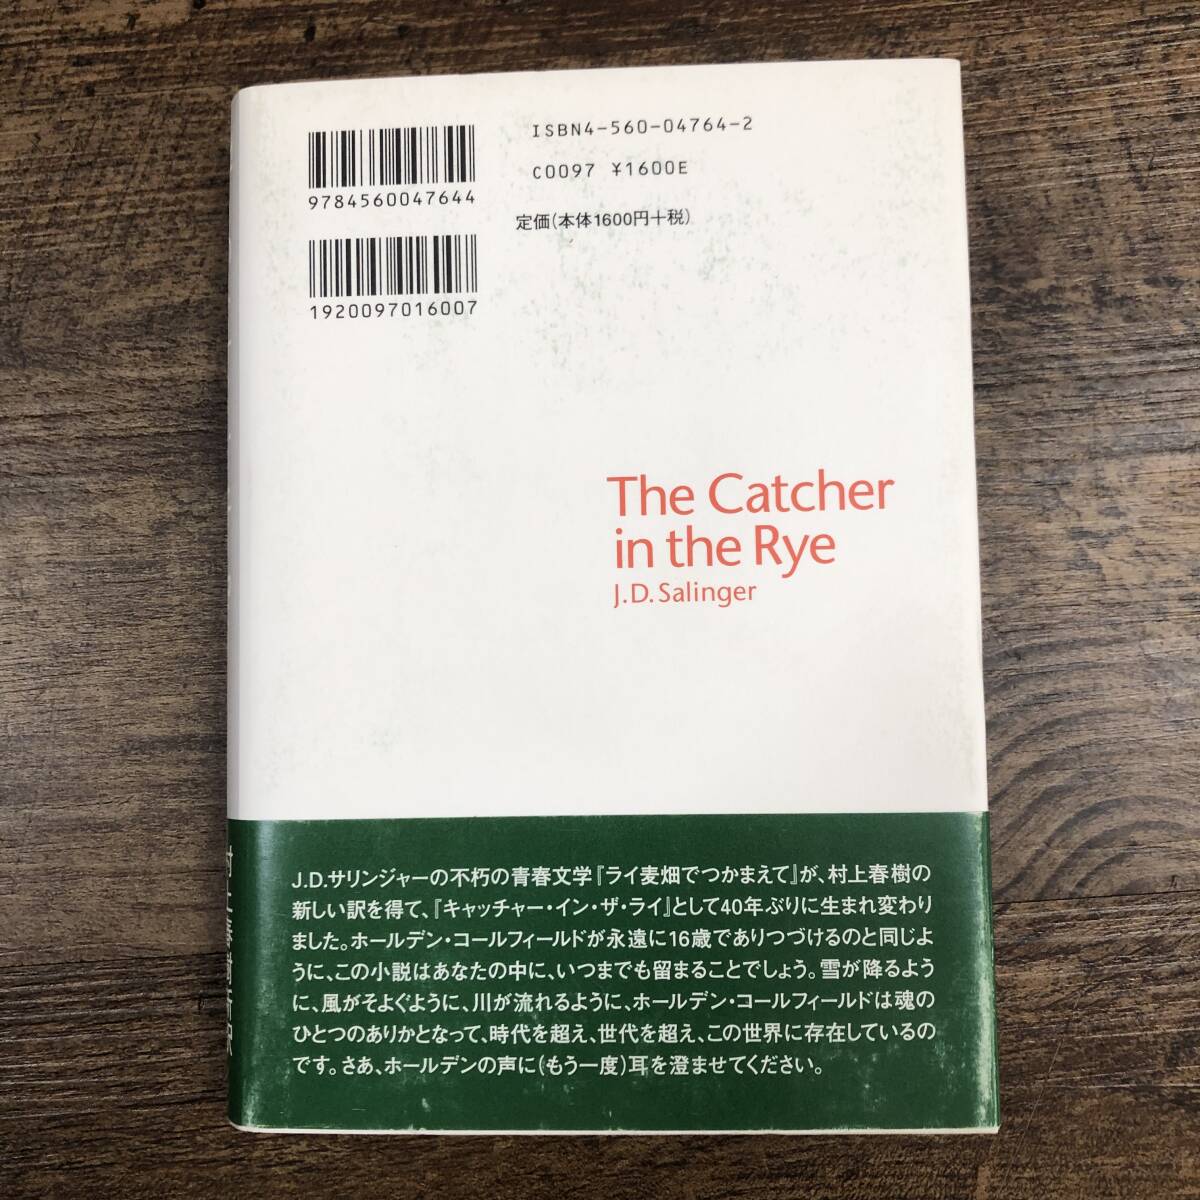 ISBN4-560-04764-2
C0097 ¥1600E
定価(本体1600円+税)
9784560047644
1920097016007
The Catcher
in the Rye
J.D. Salinger
J.D.サリンジャーの不朽の青春文学『ライ麦畑でつかまえて』が、村上春樹の
新しい訳を得て、『キャッチャー・イン・ザ・ライ』として40年ぶりに生まれ変わり
ました。ホールデン・コールフィールドが永遠に16歳でありつづけるのと同じよ
うに、この小説はあなたの中に、いつまでも留まることでしょう。雪が降るよう
に、風がそよぐように、川が流れるように、ホールデン・コールフィールドは魂の
ひとつのありかとなって、時代を超え、世代を超え、この世界に存在しているの
です。さあ、ホールデンの声に(もう一度)耳を澄ませてください。